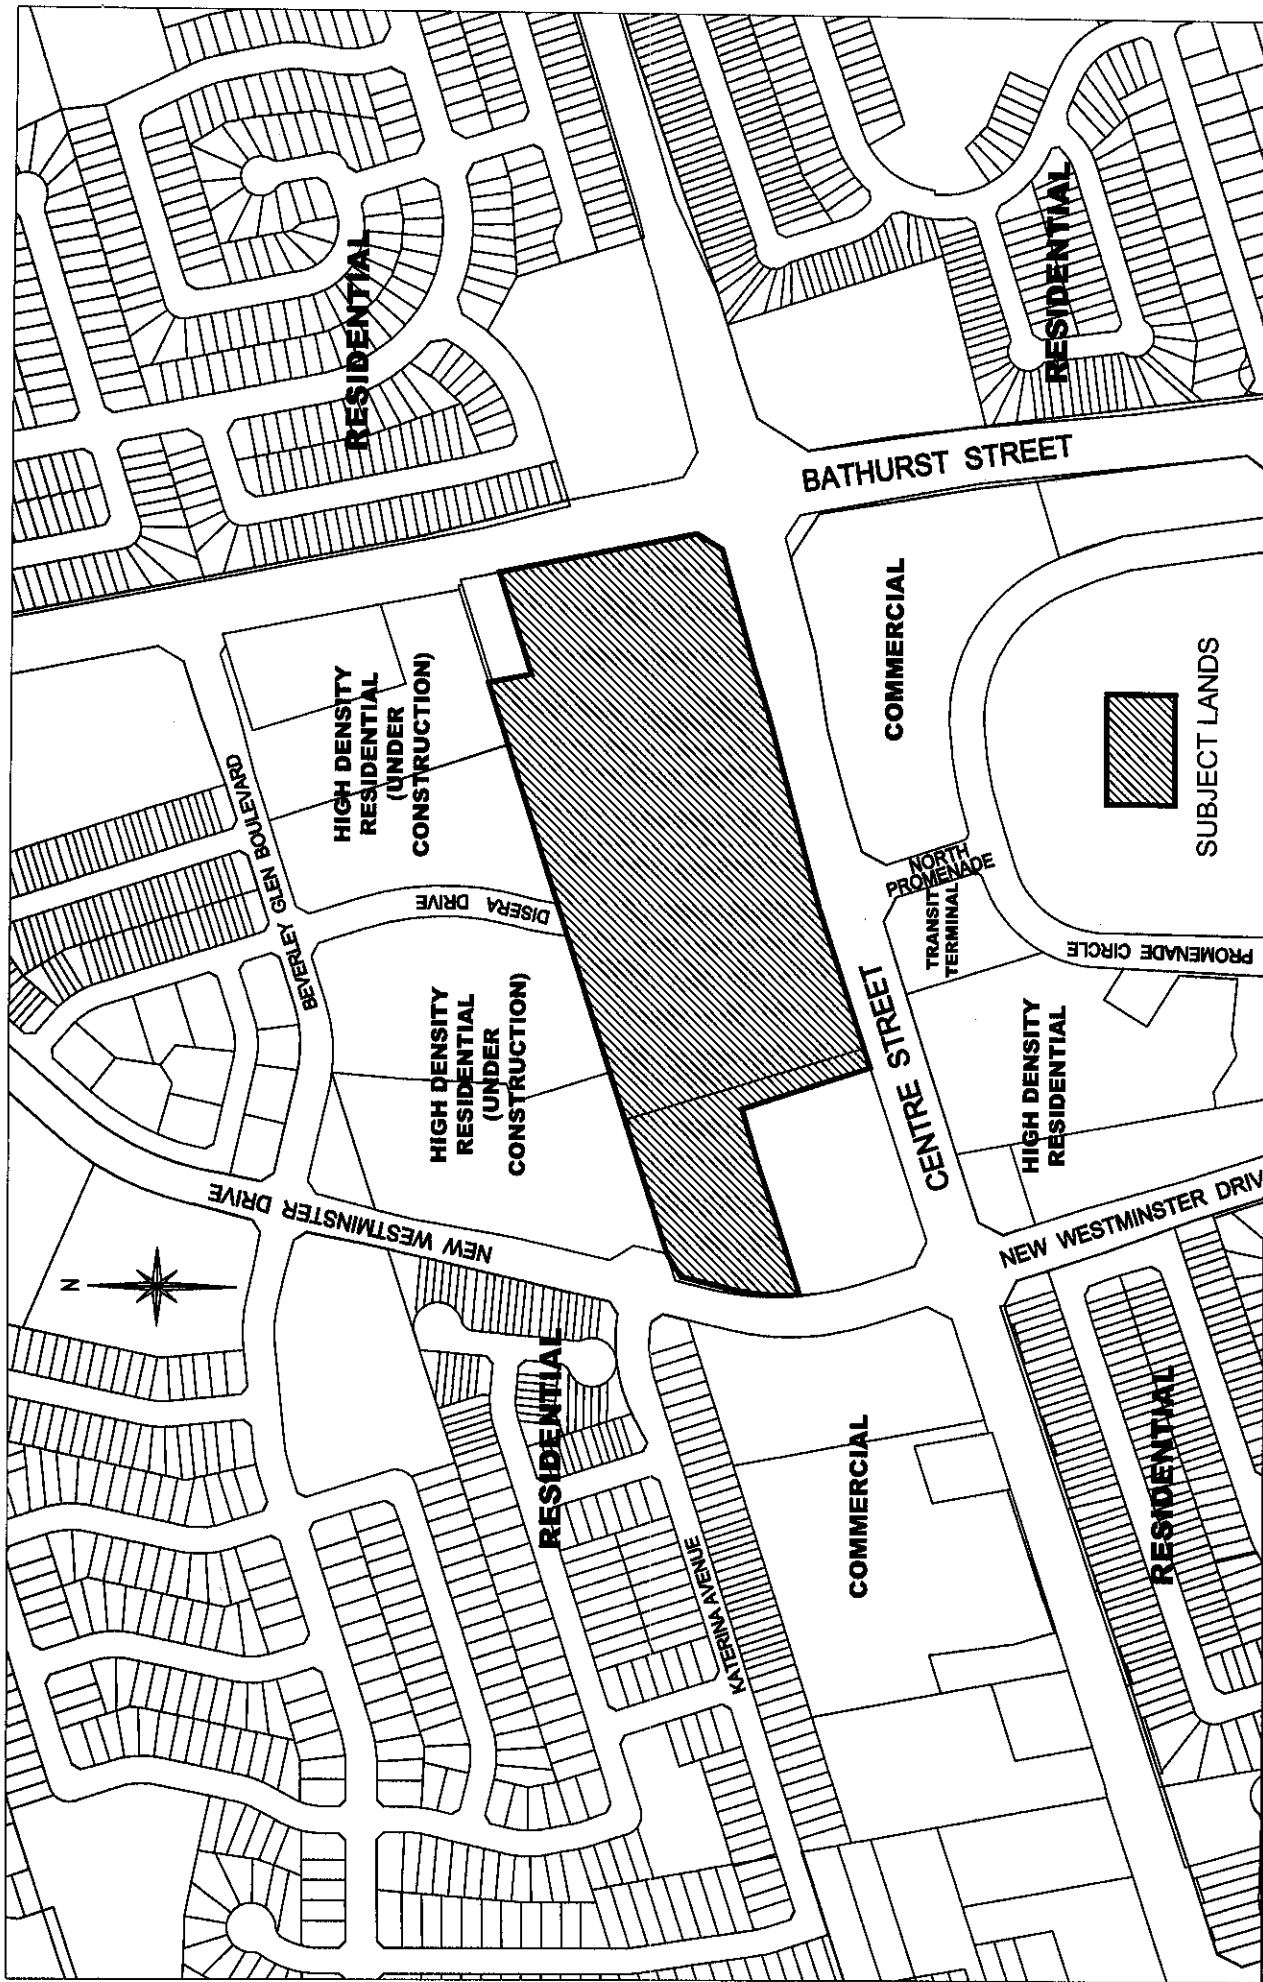 RESIDENTIAL
RESIDENTIAL
BATHURST STREET
HIGH DENSITY
RESIDENTIAL
(UNDER
CONSTRUCTION)
COMMERCIAL
SUBJECT LANDS
BEVERLEY GLEN BOULEVARD
DISERA DRIVE
NORTH
PROMENADE
TRANSIT
TERMINAL
PROMENADE CIRCLE
HIGH DENSITY
RESIDENTIAL
(UNDER
CONSTRUCTION)
CENTRE STREET
HIGH DENSITY
RESIDENTIAL
NEW WESTMINSTER DRIVE
N
NEW WESTMINSTER DRIV
RESIDENTIAL
COMMERCIAL
RESIDENTIAL
KATERINA AVENUE